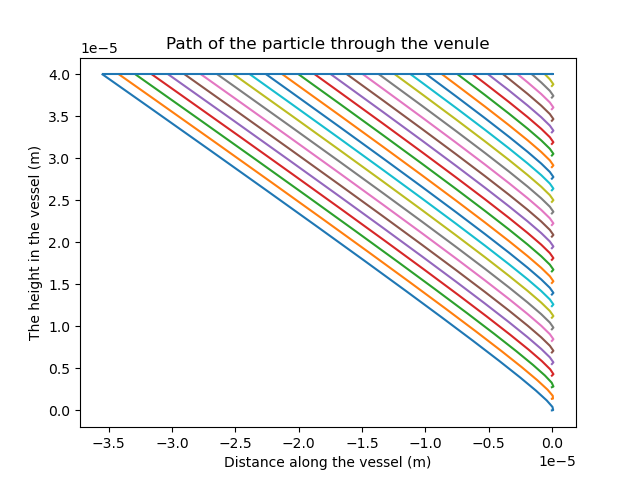 Path of the particle through the venule
1e−5
4.0
3.5
3.0
2.5
2.0
1.5
1.0
0.5
0.0
The height in the vessel (m)
−3.5 −3.0 −2.5 −2.0 −1.5 −1.0 −0.5 0.0
Distance along the vessel (m)
1e−5